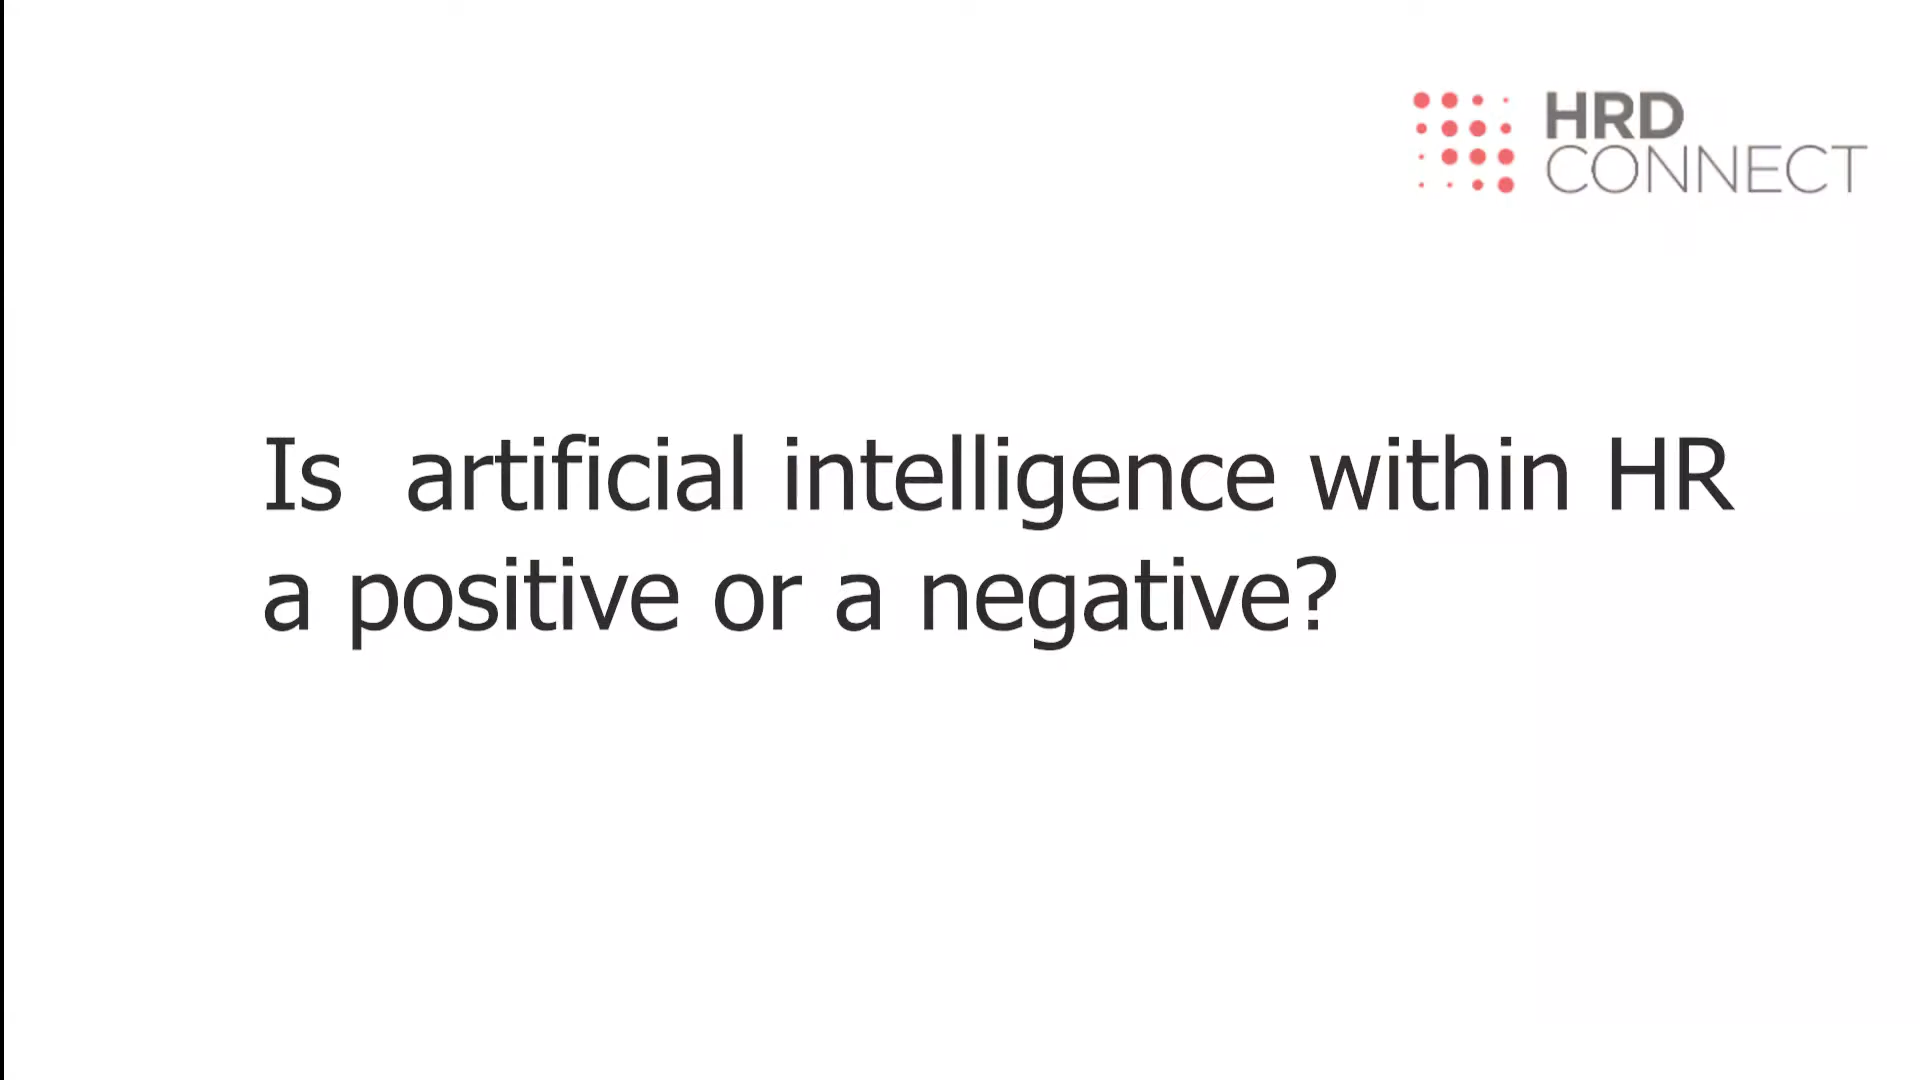 HRD
CONNECT
Is  artificial intelligence within HR
a positive or a negative?